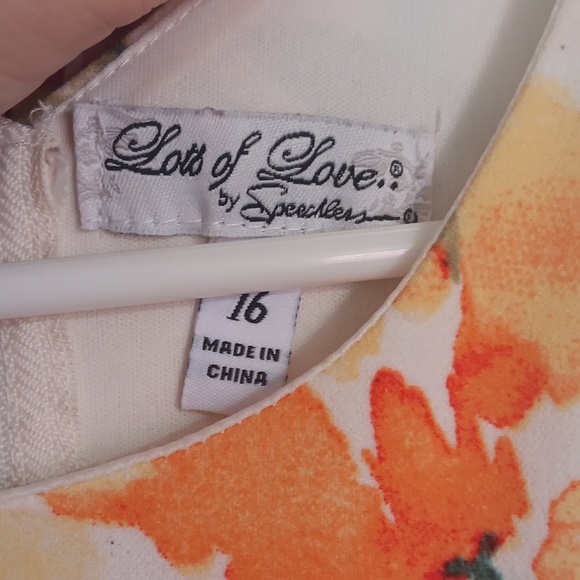 Lots of Love.®
by Speechless®
16
MADE IN
CHINA